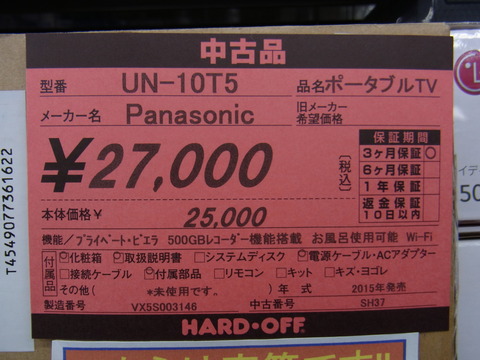 中古品
型番 UN-10T5 品名 ポータブルTV
メーカー名 Panasonic 旧メーカー希望価格
¥27,000 〔税込〕
保証期間
3ヶ月保証 ○
6ヶ月保証
1年保証
返金保証 10日以内
本体価格¥ 25,000
機能／プライベート・ビエラ 500GBレコーダー機能搭載 お風呂使用可能 Wi-Fi
付属品 □化粧箱 □取扱説明書 □システムディスク □電源ケーブル・ACアダプター
□接続ケーブル □付属部品 □リモコン □キット □キズ・ヨゴレ
その他( *未使用です。 )年式 2015年発売
製造番号 VX5S003146 中古番号 SH37
HARD・OFF
T4549077361622
LG
イデ
50